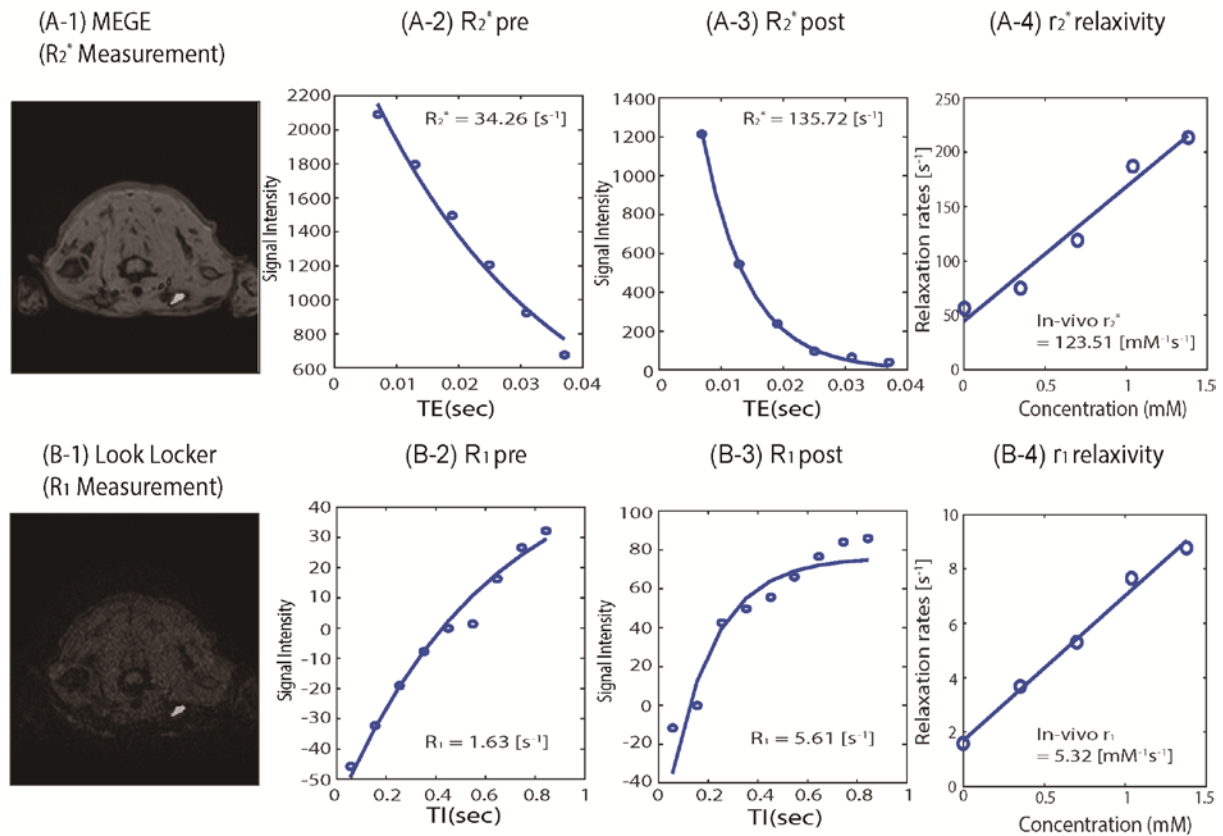 (A-1) MEGE
(R₂* Measurement)
(A-2) R₂* pre
(A-3) R₂* post
(A-4) r₂* relaxivity
2200
2000
1800
1600
1400
1200
1000
800
600
Signal Intensity
R₂* = 34.26 [s⁻¹]
0 0.01 0.02 0.03 0.04
TE(sec)
1400
1200
1000
800
600
400
200
0
Signal Intensity
R₂* = 135.72 [s⁻¹]
0 0.01 0.02 0.03 0.04
TE(sec)
250
200
150
100
50
0
Relaxation rates [s⁻¹]
In-vivo r₂*
= 123.51 [mM⁻¹s⁻¹]
0 0.5 1 1.5
Concentration (mM)
(B-1) Look Locker
(R₁ Measurement)
(B-2) R₁ pre
(B-3) R₁ post
(B-4) r₁ relaxivity
40
30
20
10
0
-10
-20
-30
-40
-50
Signal Intensity
R₁ = 1.63 [s⁻¹]
0 0.2 0.4 0.6 0.8 1
TI(sec)
100
80
60
40
20
0
-20
-40
Signal Intensity
R₁ = 5.61 [s⁻¹]
0 0.2 0.4 0.6 0.8 1
TI(sec)
10
8
6
4
2
0
Relaxation rates [s⁻¹]
In-vivo r₁
= 5.32 [mM⁻¹s⁻¹]
0 0.5 1 1.5
Concentration (mM)